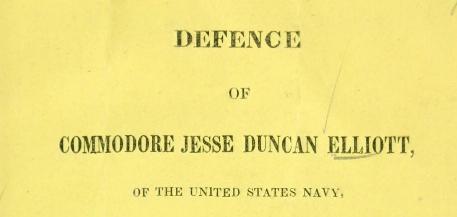 DEFENCE
OF
COMMODORE JESSE DUNCAN ELLIOTT,
OF THE UNITED STATES NAVY,